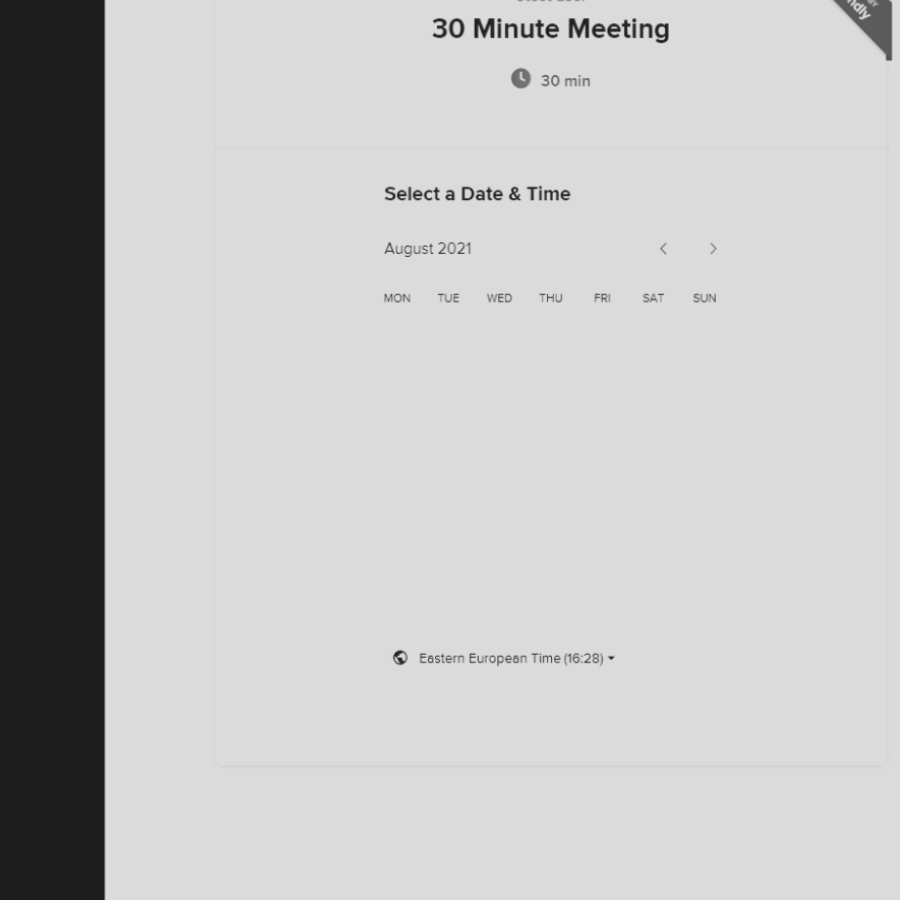 30 Minute Meeting
30 min
Select a Date & Time
August 2021
MON TUE WED THU FRI SAT SUN
Eastern European Time (16:28)